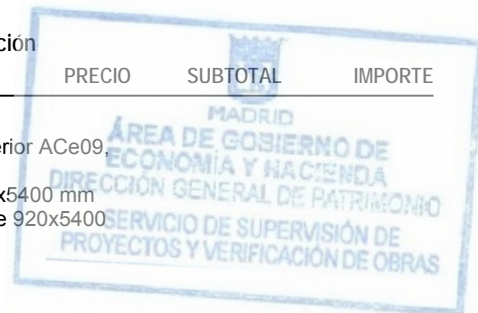 ción
PRECIO SUBTOTAL IMPORTE
MADRID
erior ACe09,
ÁREA DE GOBIERNO DE
ECONOMÍA Y HACIENDA
x5400 mm
DIRECCIÓN GENERAL DE PATRIMONIO
e 920x5400
SERVICIO DE SUPERVISIÓN DE
PROYECTOS Y VERIFICACIÓN DE OBRAS